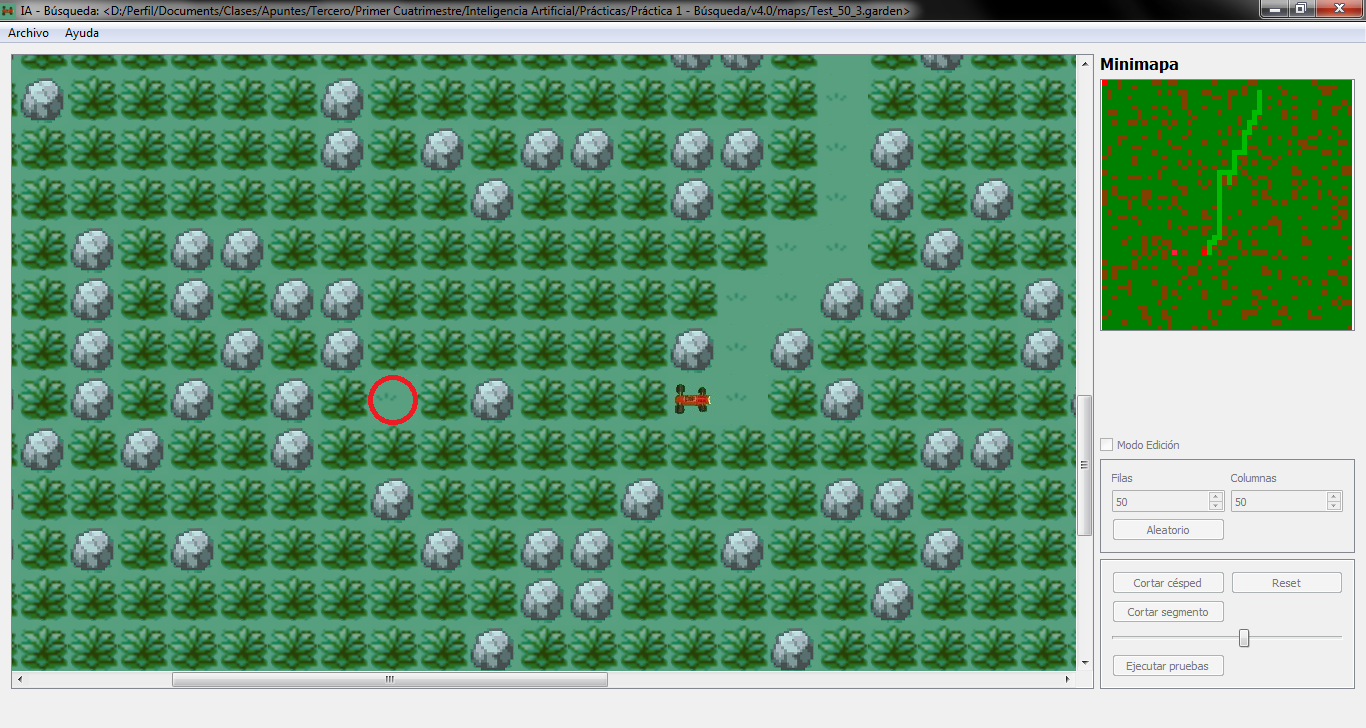 IA - Búsqueda: <D:/Perfil/Documents/Clases/Apuntes/Tercero/Primer Cuatrimestre/Inteligencia Artificial/Prácticas/Práctica 1 - Búsqueda/v4.0/maps/Test_50_3.garden>
Archivo Ayuda
Minimapa
Modo Edición
Filas Columnas
50 50
Aleatorio
Cortar césped Reset
Cortar segmento
Ejecutar pruebas